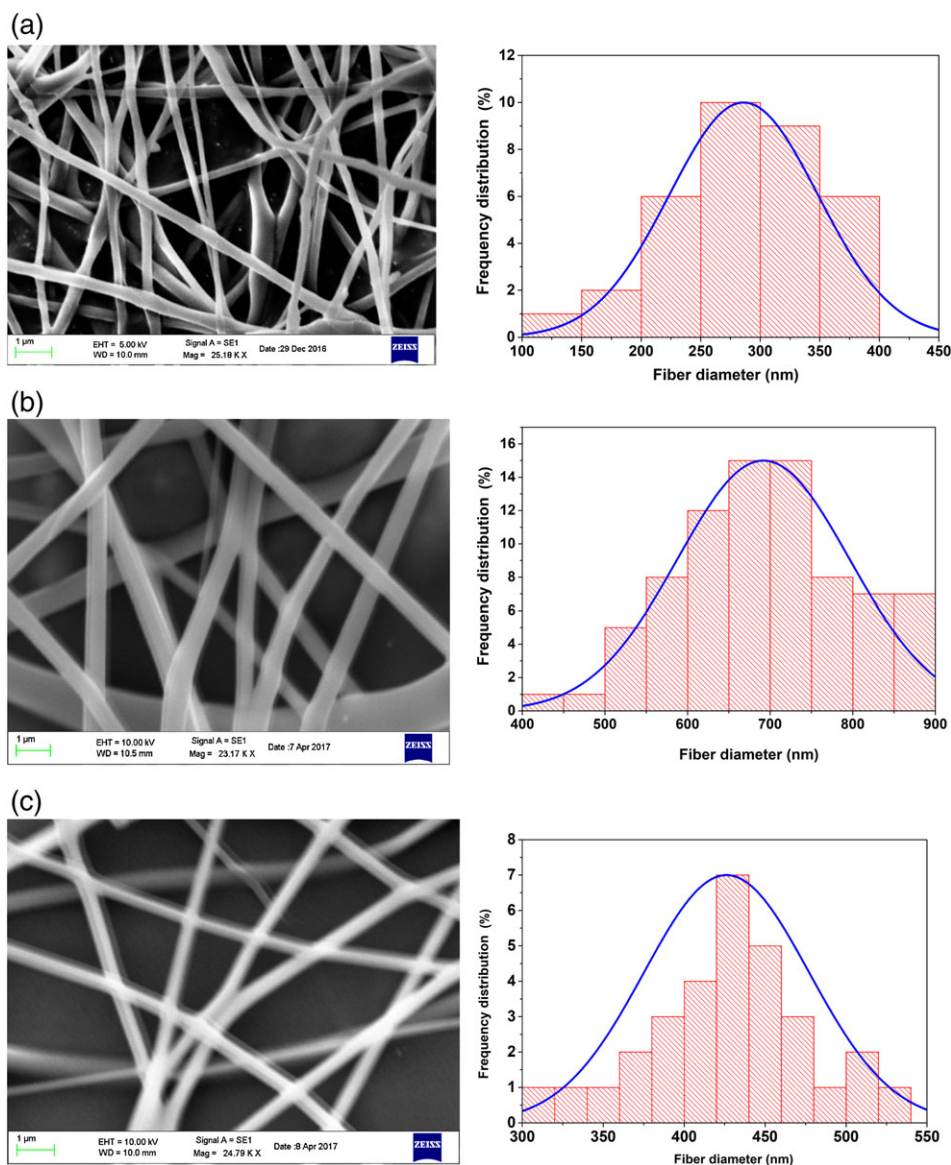 (a)
1 µm
EHT = 5.00 kV
WD = 10.0 mm
Signal A = SE1
Mag = 25.18 K X
Date :29 Dec 2016
ZEISS
Frequency distribution (%)
12
10
8
6
4
2
0
100 150 200 250 300 350 400 450
Fiber diameter (nm)
(b)
1 µm
EHT = 10.00 kV
WD = 10.5 mm
Signal A = SE1
Mag = 23.17 K X
Date :7 Apr 2017
ZEISS
Frequency distribution (%)
16
14
12
10
8
6
4
2
0
400 500 600 700 800 900
Fiber diameter (nm)
(c)
1 µm
EHT = 10.00 kV
WD = 10.0 mm
Signal A = SE1
Mag = 24.79 K X
Date :8 Apr 2017
ZEISS
Frequency distribution (%)
8
7
6
5
4
3
2
1
0
300 350 400 450 500 550
Fiber diameter (nm)